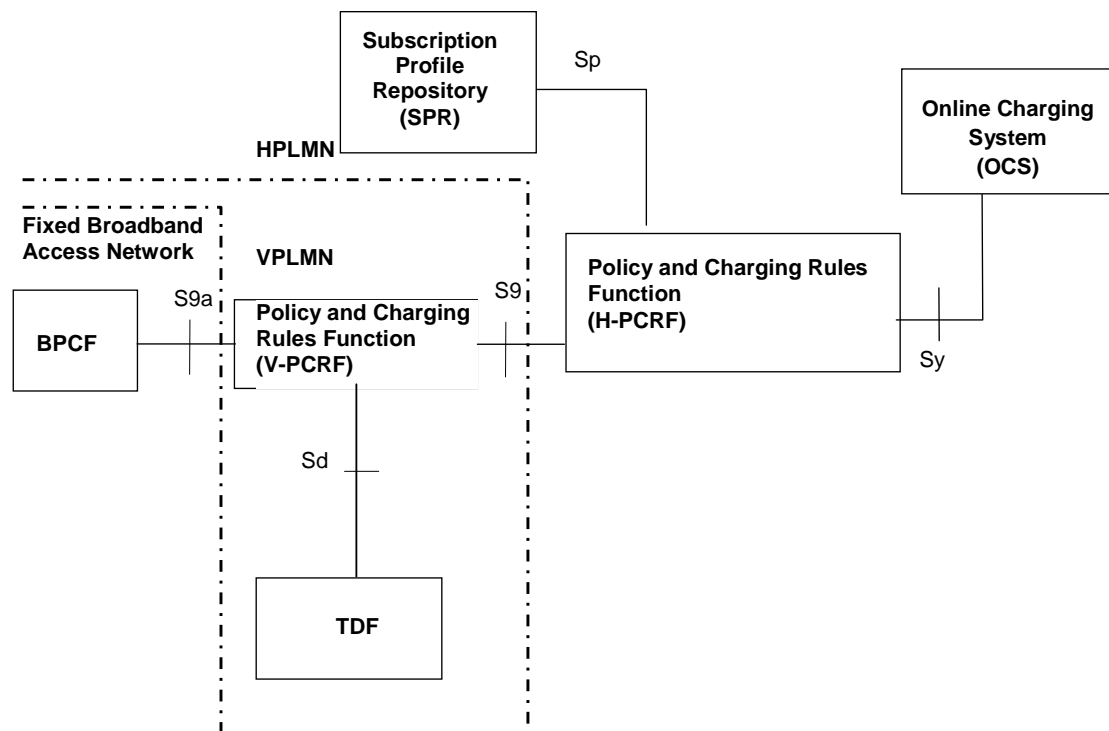 Subscription
Profile
Repository
(SPR)
Sp
Online Charging
System
(OCS)
HPLMN
Fixed Broadband
Access Network
VPLMN
Policy and Charging Rules
Function
(H-PCRF)
S9a
S9
BPCF
Policy and Charging
Rules Function
(V-PCRF)
Sy
Sd
TDF